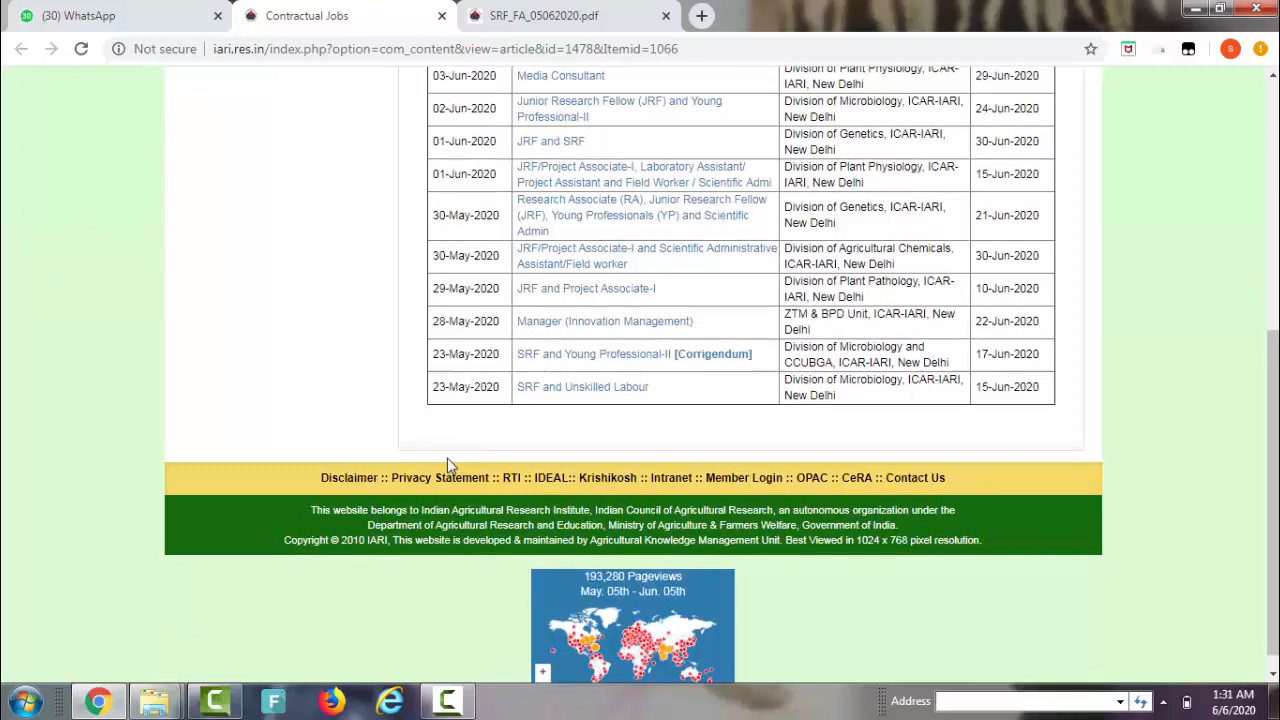 (30) WhatsApp
Contractual Jobs
SRF_FA_05062020.pdf
Not secure
iari.res.in/index.php?option=com_content&view=article&id=1478&Itemid=1066
03-Jun-2020 Media Consultant Division of Plant Physiology, ICAR- 29-Jun-2020
IARI, New Delhi
02-Jun-2020 Junior Research Fellow (JRF) and Young Division of Microbiology, ICAR-IARI, 24-Jun-2020
Professional-II New Delhi
01-Jun-2020 JRF and SRF Division of Genetics, ICAR-IARI, 30-Jun-2020
New Delhi
01-Jun-2020 JRF/Project Associate-I, Laboratory Assistant/ Division of Plant Physiology, ICAR- 15-Jun-2020
Project Assistant and Field Worker / Scientific Admi IARI, New Delhi
30-May-2020 Research Associate (RA), Junior Research Fellow Division of Genetics, ICAR-IARI, 21-Jun-2020
(JRF), Young Professionals (YP) and Scientific New Delhi
Admin
30-May-2020 JRF/Project Associate-I and Scientific Administrative Division of Agricultural Chemicals, 30-Jun-2020
Assistant/Field worker ICAR-IARI, New Delhi
29-May-2020 JRF and Project Associate-I Division of Plant Pathology, ICAR- 10-Jun-2020
IARI, New Delhi
28-May-2020 Manager (Innovation Management) ZTM & BPD Unit, ICAR-IARI, New 22-Jun-2020
Delhi
23-May-2020 SRF and Young Professional-II [Corrigendum] Division of Microbiology and 17-Jun-2020
CCUBGA, ICAR-IARI, New Delhi
23-May-2020 SRF and Unskilled Labour Division of Microbiology, ICAR-IARI, 15-Jun-2020
New Delhi
Disclaimer :: Privacy Statement :: RTI :: IDEAL:: Krishikosh :: Intranet :: Member Login :: OPAC :: CeRA :: Contact Us
This website belongs to Indian Agricultural Research Institute, Indian Council of Agricultural Research, an autonomous organization under the
Department of Agricultural Research and Education, Ministry of Agriculture & Farmers Welfare, Government of India.
Copyright © 2010 IARI, This website is developed & maintained by Agricultural Knowledge Management Unit. Best Viewed in 1024 x 768 pixel resolution.
193,280 Pageviews
May. 05th - Jun. 05th
Address
1:31 AM
6/6/2020